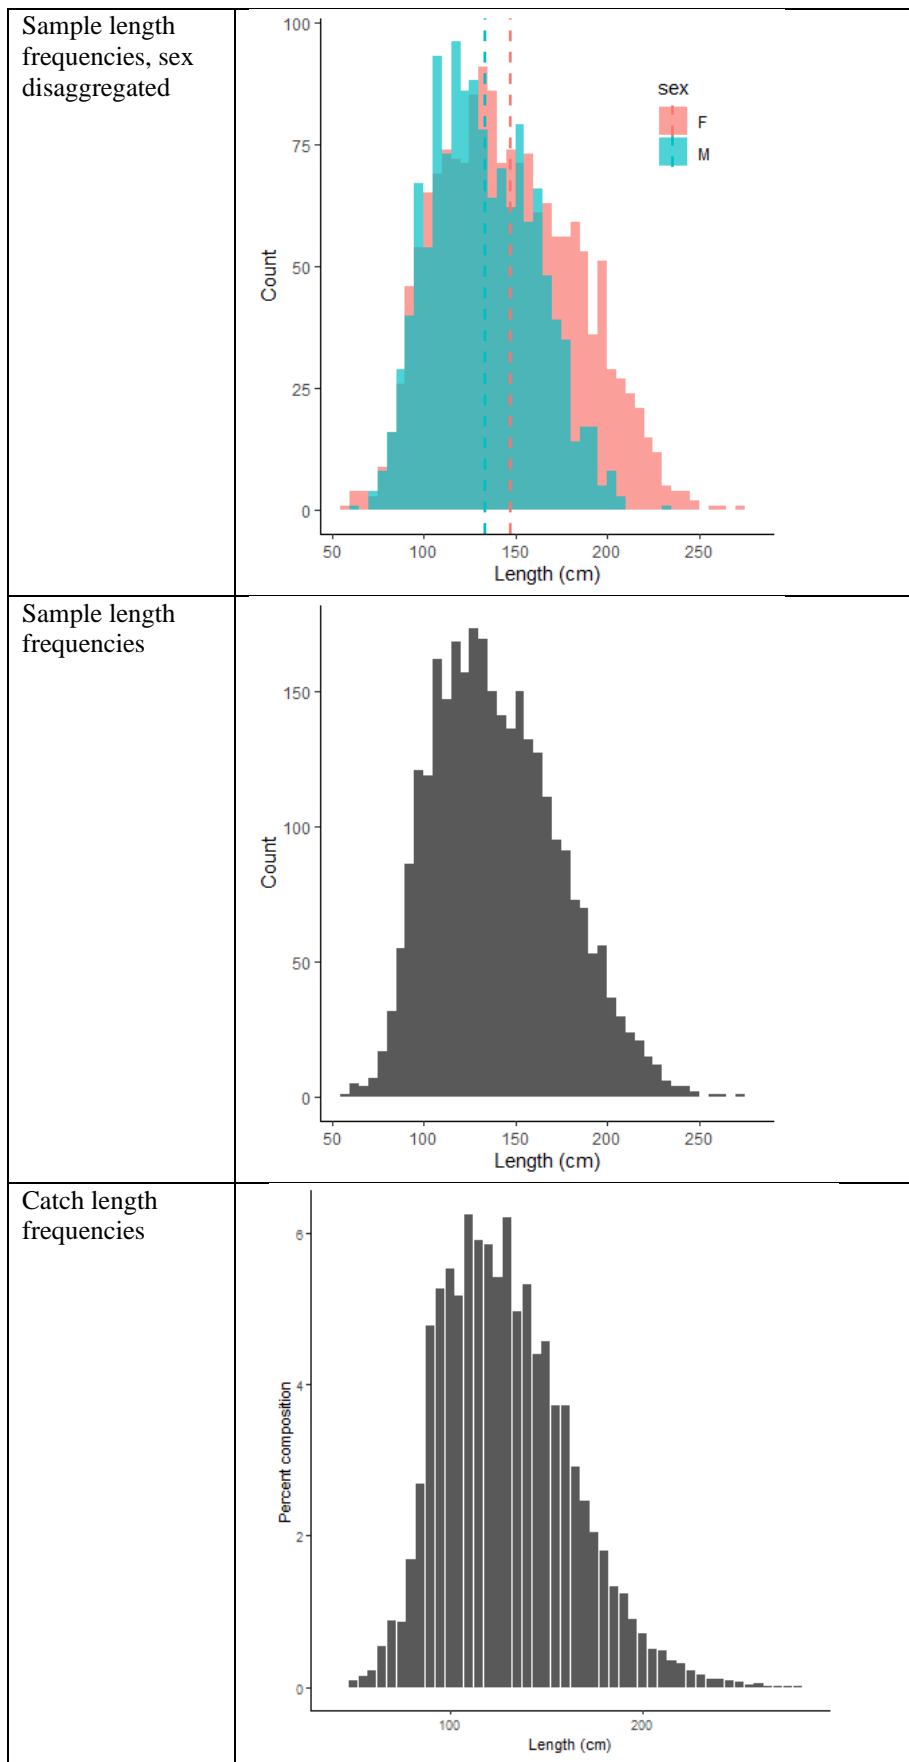 Sample length
frequencies, sex
disaggregated
100
75
50
25
0
Count
sex
F
M
50 100 150 200 250
Length (cm)
Sample length
frequencies
150
100
50
0
Count
50 100 150 200 250
Length (cm)
Catch length
frequencies
6
4
2
0
Percent composition
100 200
Length (cm)